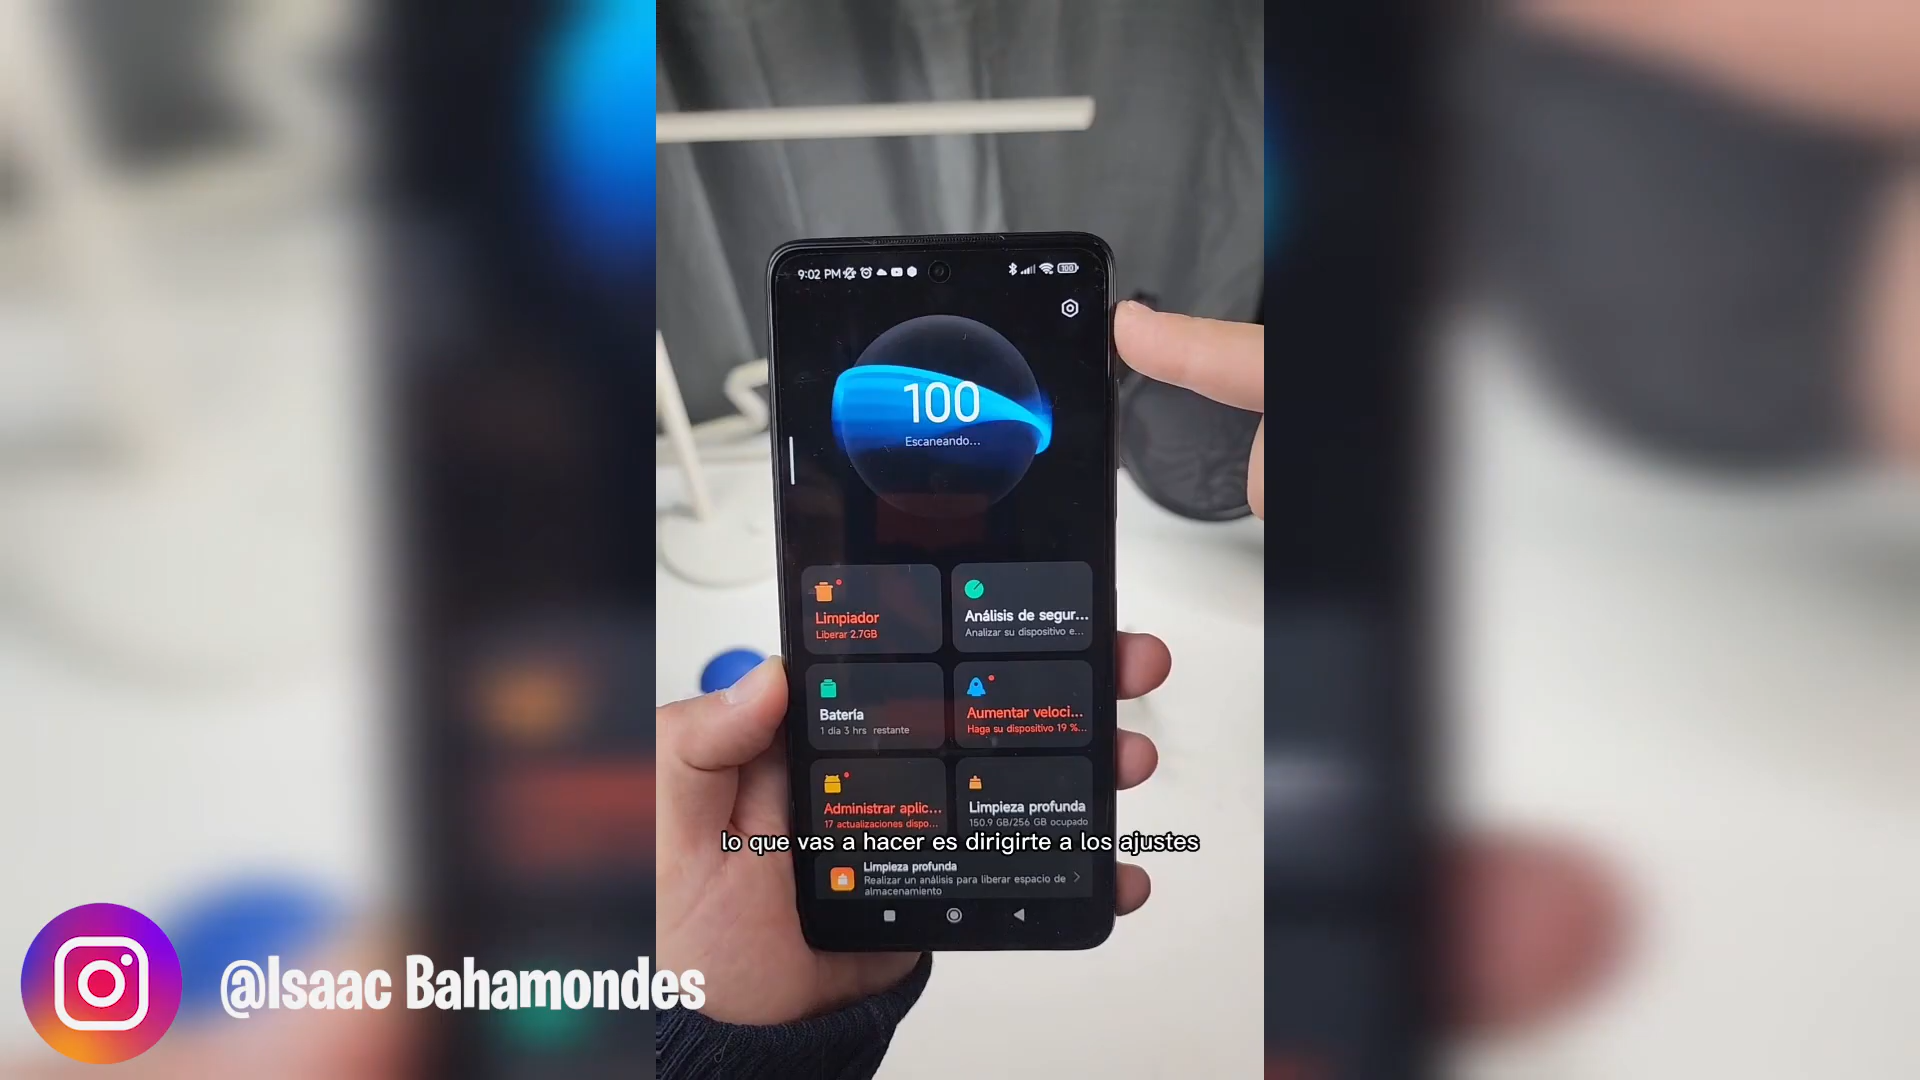 9:02 PM
100
100
Escaneando...
Limpiador
Liberar 2.7GB
Análisis de segur...
Analizar su dispositivo e...
Batería
1 día 3 hrs restante
Aumentar veloci...
Haga su dispositivo 19 %...
Administrar aplic...
17 actualizaciones dispo...
Limpieza profunda
150.9 GB/256 GB ocupado
lo que vas a hacer es dirigirte a los ajustes
Limpieza profunda
Realizar un análisis para liberar espacio de
almacenamiento
@Isaac Bahamondes